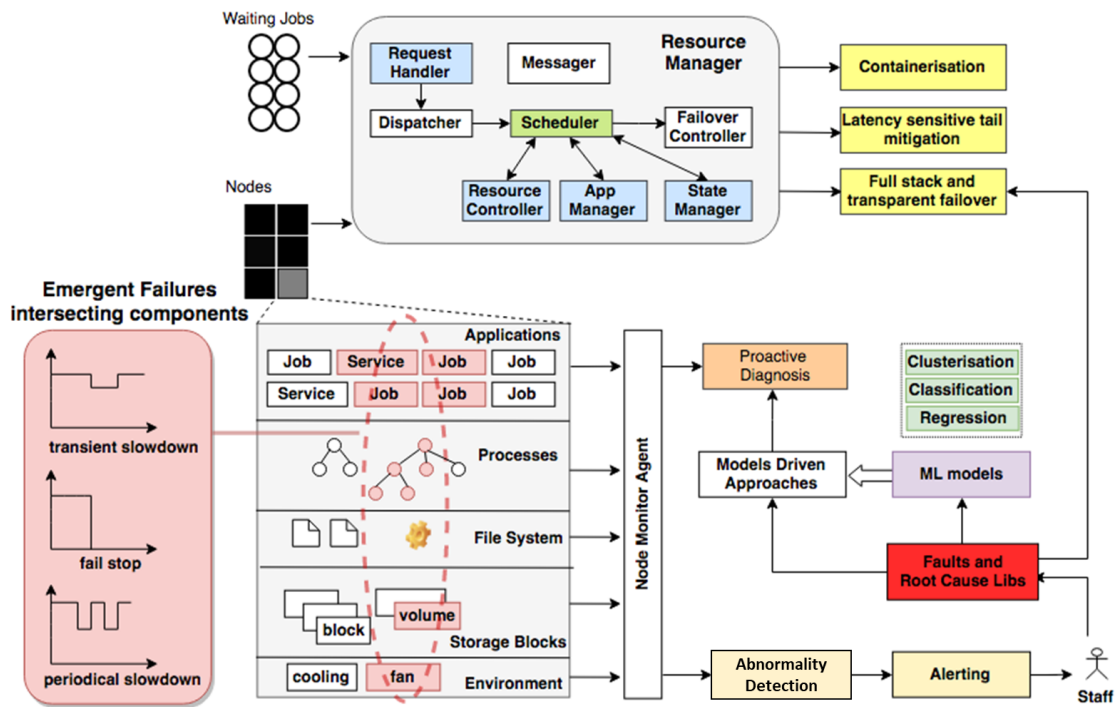 Waiting Jobs
Request
Handler
Messager
Resource
Manager
Dispatcher
Scheduler
Failover
Controller
Resource
Controller
App
Manager
State
Manager
Containerisation
Latency sensitive tail
mitigation
Full stack and
transparent failover
Nodes
Emergent Failures
intersecting components
transient slowdown
fail stop
periodical slowdown
Applications
Job
Service
Job
Job
Service
Job
Job
Job
Processes
File System
block
volume
Storage Blocks
cooling
fan
Environment
Node Monitor Agent
Proactive
Diagnosis
Clusterisation
Classification
Regression
Models Driven
Approaches
ML models
Faults and
Root Cause Libs
Abnormality
Detection
Alerting
Staff